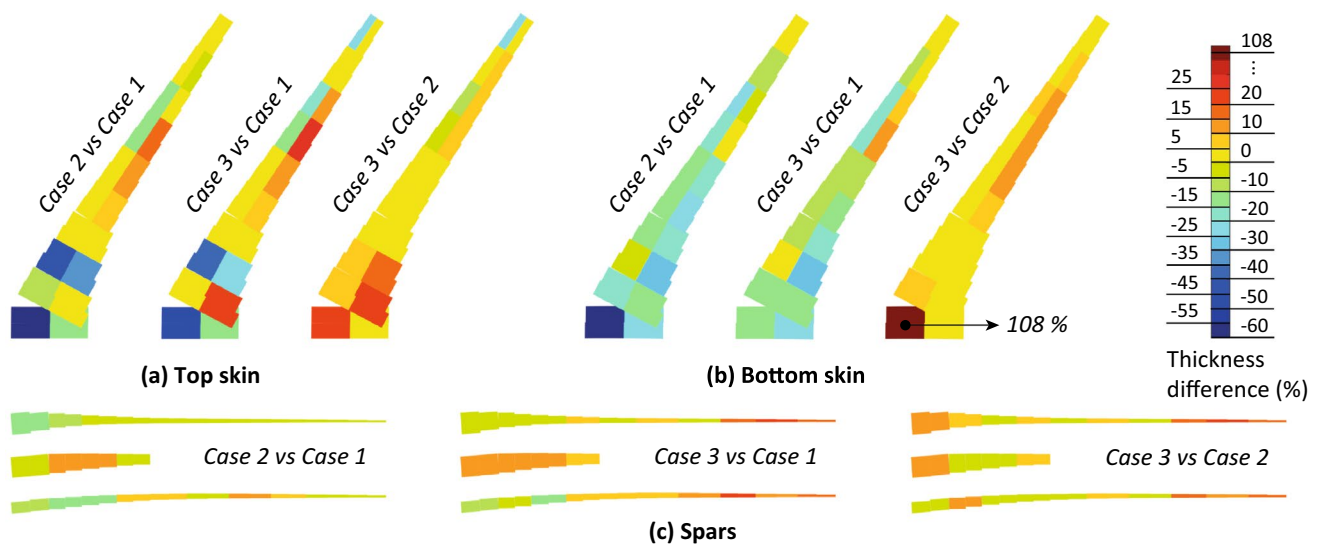 Case 2 vs Case 1
Case 3 vs Case 1
Case 3 vs Case 2
Case 2 vs Case 1
Case 3 vs Case 1
Case 3 vs Case 2
108 %
(a) Top skin
(b) Bottom skin
108
⋮
25
20
15
10
5
0
-5
-10
-15
-20
-25
-30
-35
-40
-45
-50
-55
-60
Thickness
difference (%)
Case 2 vs Case 1
Case 3 vs Case 1
Case 3 vs Case 2
(c) Spars